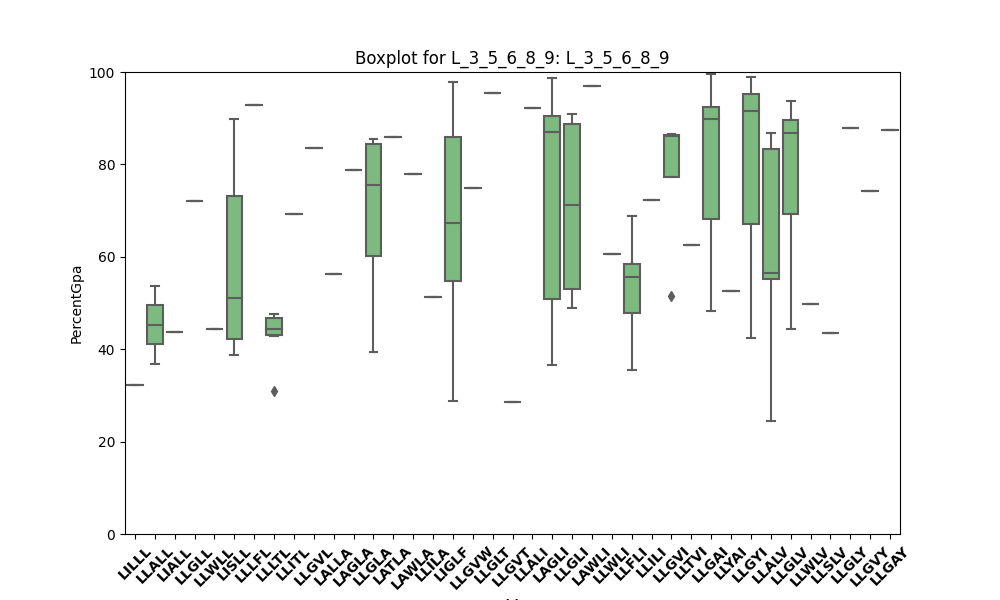 Boxplot for L_3_5_6_8_9: L_3_5_6_8_9
100
80
60
40
20
0
PercentGpa
LILLL LLALL LIALL LLGLL LLWLL LISLL LLLFL LLLTL LLITL LLGVL LALLA LAGLA LLGLA LATLA LAWLA LLILA LIGLF LLGVW LLGLT LLGVT LLALI LAGLI LLGLI LAWLI LLWLI LLFLI LLILI LLGVI LLTVI LLGAI LLYAI LLGYI LLALV LLGLV LLWLV LLSLY LLGLY LLGVY LLGAY